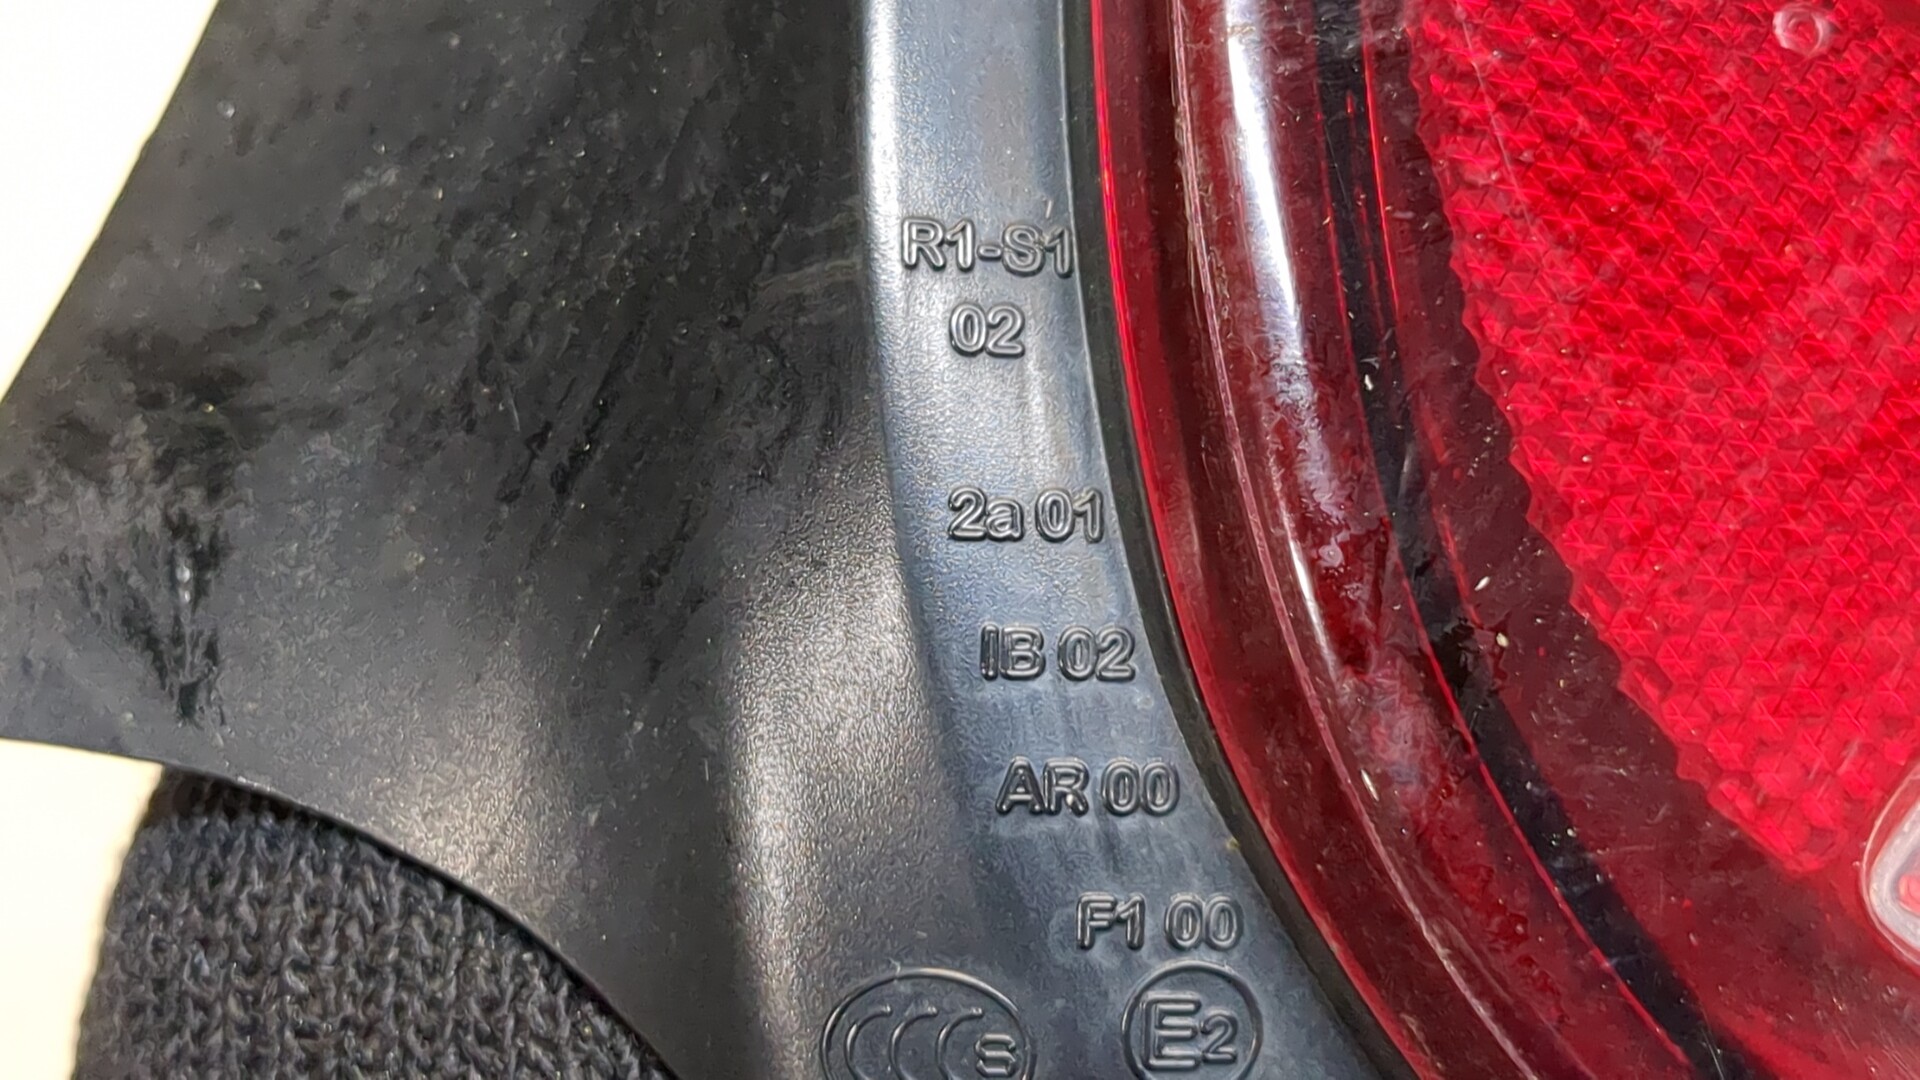 R1-S1
02
2a 01
IB 02
AR 00
F1 00
CCC S E2